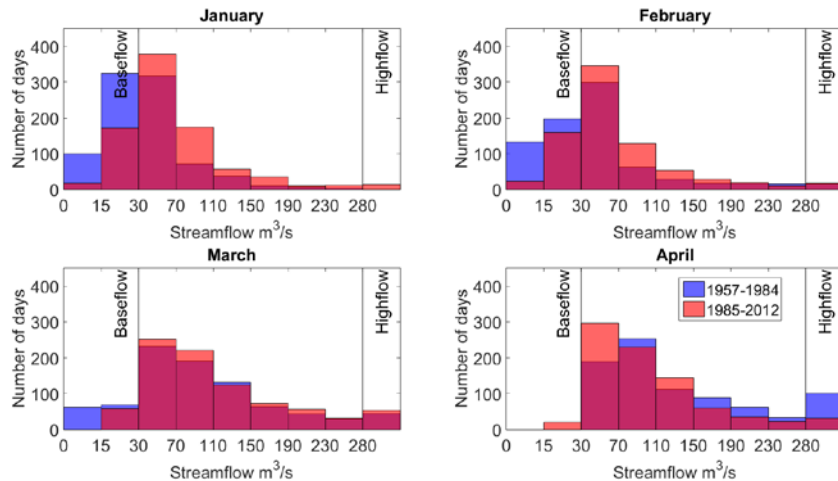 January
Number of days
400
300
200
100
0
Baseflow
Highflow
0 15 30 70 110 150 190 230 280
Streamflow m³/s
February
Number of days
400
300
200
100
0
Baseflow
Highflow
0 15 30 70 110 150 190 230 280
Streamflow m³/s
March
Number of days
400
300
200
100
0
Baseflow
Highflow
0 15 30 70 110 150 190 230 280
Streamflow m³/s
April
Number of days
400
300
200
100
0
Baseflow
Highflow
1957-1984
1985-2012
0 15 30 70 110 150 190 230 280
Streamflow m³/s